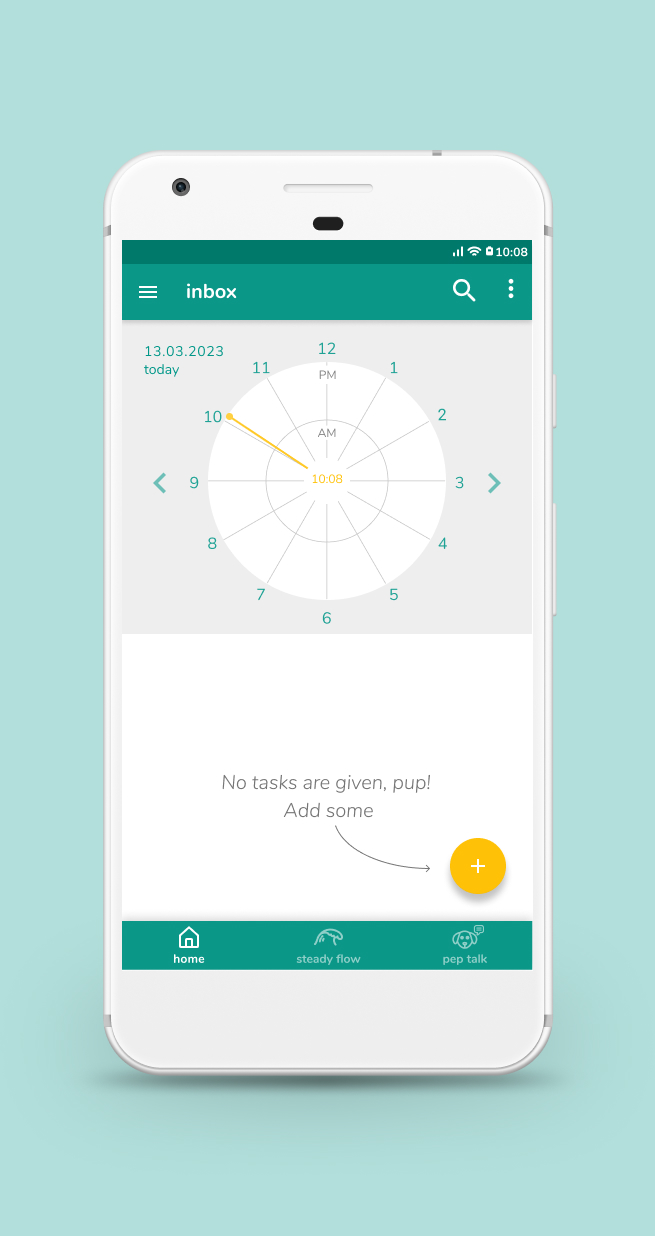 10:08
inbox
13.03.2023
today
12
11
1
PM
10
2
AM
9
10:08
3
8
4
7
5
6
No tasks are given, pup!
Add some
home
steady flow
pep talk